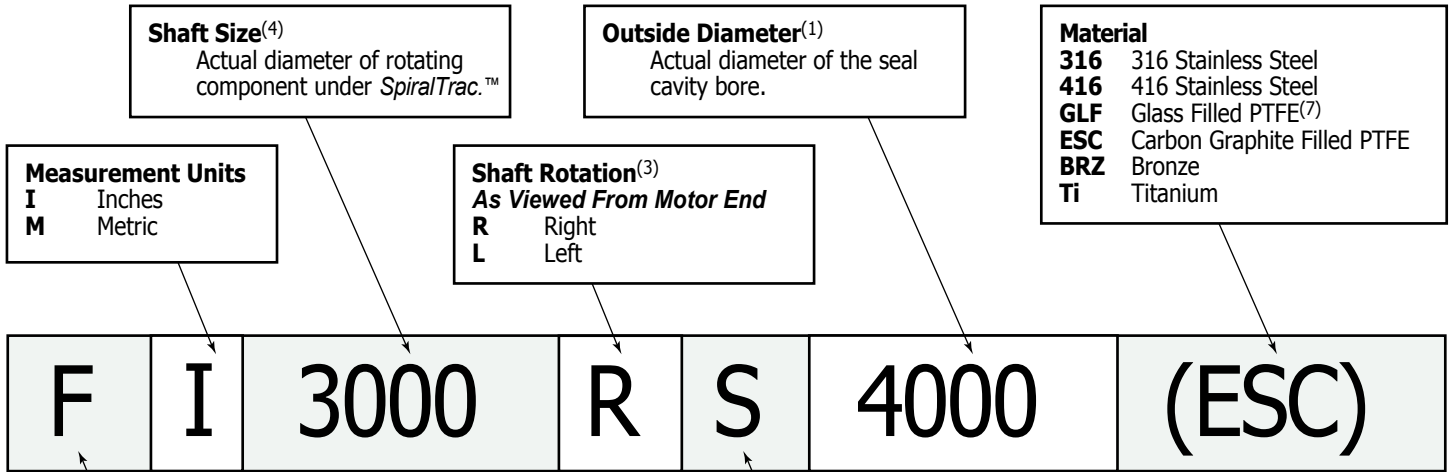 Shaft Size(4)
Actual diameter of rotating
component under SpiralTrac.™
Outside Diameter(1)
Actual diameter of the seal
cavity bore.
Material
316 316 Stainless Steel
416 416 Stainless Steel
GLF Glass Filled PTFE(7)
ESC Carbon Graphite Filled PTFE
BRZ Bronze
Ti Titanium
Measurement Units
I Inches
M Metric
Shaft Rotation(3)
As Viewed From Motor End
R Right
L Left
F I 3000 R S 4000 (ESC)